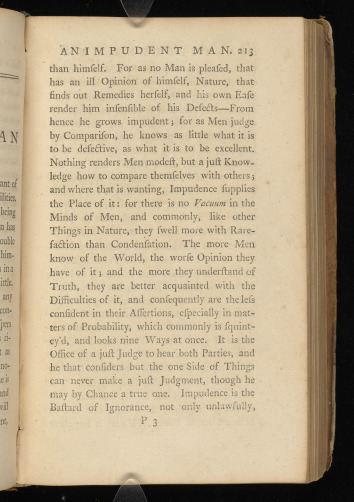 AN IMPUDENT MAN. 213
than himself. For as no Man is pleased, that
has an ill Opinion of himself, Nature, that
finds out Remedies herself, and his own Ease
render him insensible of his Defects—From
hence he grows impudent; for as Men judge
by Comparison, he knows as little what it is
to be defective, as what it is to be excellent.
Nothing renders Men modest, but a just Know-
ledge how to compare themselves with others;
and where that is wanting, Impudence supplies
the Place of it: for there is no Vacuum in the
Minds of Men, and commonly, like other
Things in Nature, they swell more with Rare-
faction than Condensation. The more Men
know of the World, the worse Opinion they
have of it; and the more they understand of
Truth, they are better acquainted with the
Difficulties of it, and consequently are the less
confident in their Assertions, especially in mat-
ters of Probability, which commonly is squint-
ey'd, and looks nine Ways at once. It is the
Office of a just Judge to hear both Parties, and
he that considers but the one Side of Things
can never make a just Judgment, though he
may by Chance a true one. Impudence is the
Bastard of Ignorance, not only unlawfully,
P 3